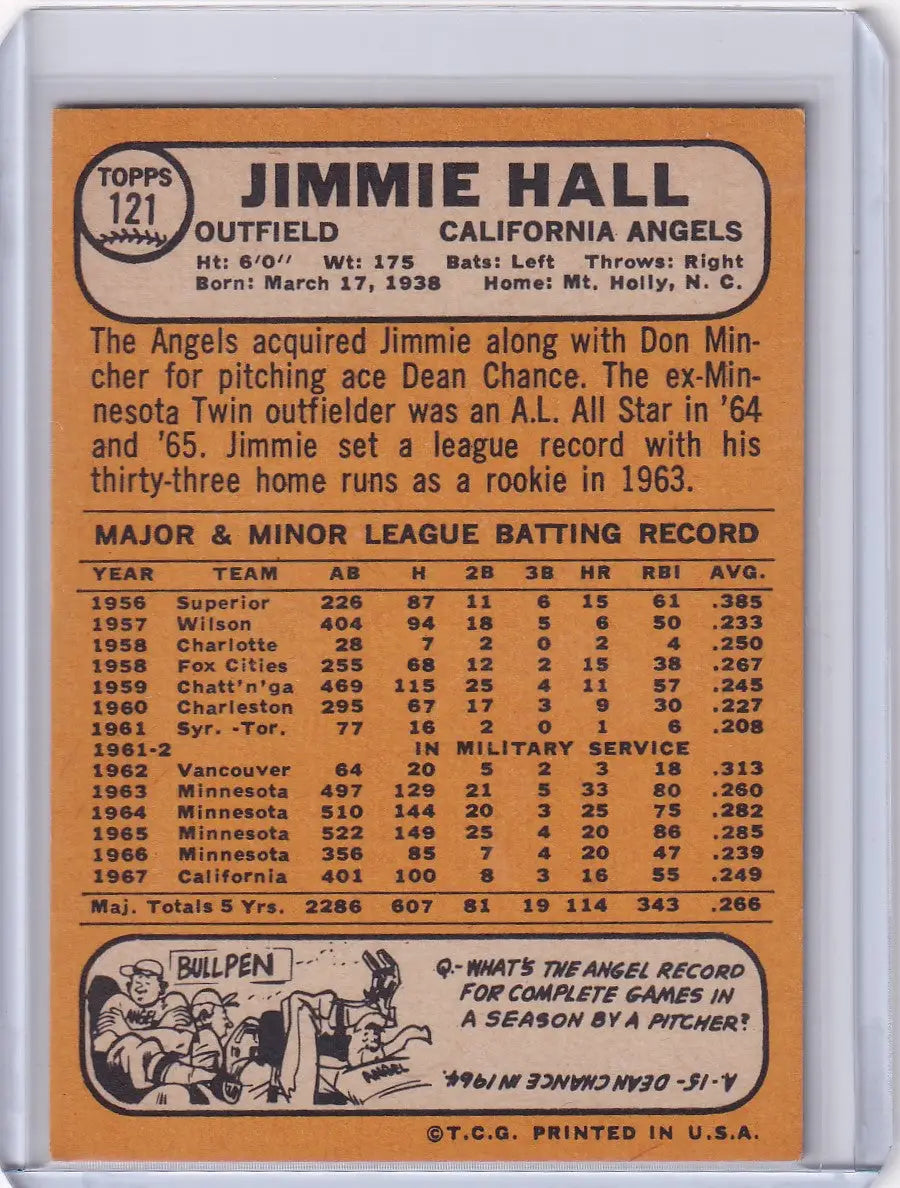 TOPPS
121
JIMMIE HALL
OUTFIELD CALIFORNIA ANGELS
Ht: 6'0" Wt: 175 Bats: Left Throws: Right
Born: March 17, 1938 Home: Mt. Holly, N. C.
The Angels acquired Jimmie along with Don Min-
cher for pitching ace Dean Chance. The ex-Min-
nesota Twin outfielder was an A.L. All Star in '64
and '65. Jimmie set a league record with his
thirty-three home runs as a rookie in 1963.
MAJOR & MINOR LEAGUE BATTING RECORD
YEAR TEAM AB H 2B 3B HR RBI AVG.
1956 Superior 226 87 11 6 15 61 .385
1957 Wilson 404 94 18 5 6 50 .233
1958 Charlotte 28 7 2 0 2 4 .250
1958 Fox Cities 255 68 12 2 15 38 .267
1959 Chatt'n'ga 469 115 25 4 11 57 .245
1960 Charleston 295 67 17 3 9 30 .227
1961 Syr. -Tor. 77 16 2 0 1 6 .208
1961-2 IN MILITARY SERVICE
1962 Vancouver 64 20 5 2 3 18 .313
1963 Minnesota 497 129 21 5 33 80 .260
1964 Minnesota 510 144 20 3 25 75 .282
1965 Minnesota 522 149 25 4 20 86 .285
1966 Minnesota 356 85 7 4 20 47 .239
1967 California 401 100 8 3 16 55 .249
Maj. Totals 5 Yrs. 2286 607 81 19 114 343 .266
BULLPEN
ANGEL
ANGEL
Q.-WHAT'S THE ANGEL RECORD
FOR COMPLETE GAMES IN
A SEASON BY A PITCHER?
A.-15-DEAN CHANCE IN 1964.
©T.C.G. PRINTED IN U.S.A.